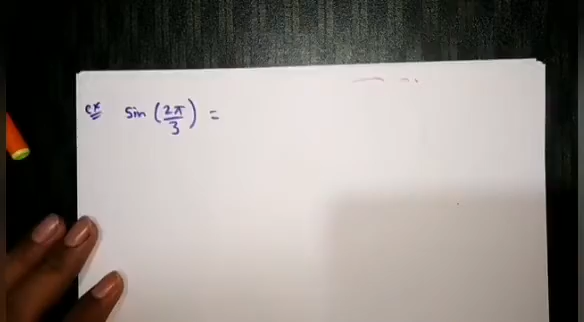 ex sin (2π/3) =